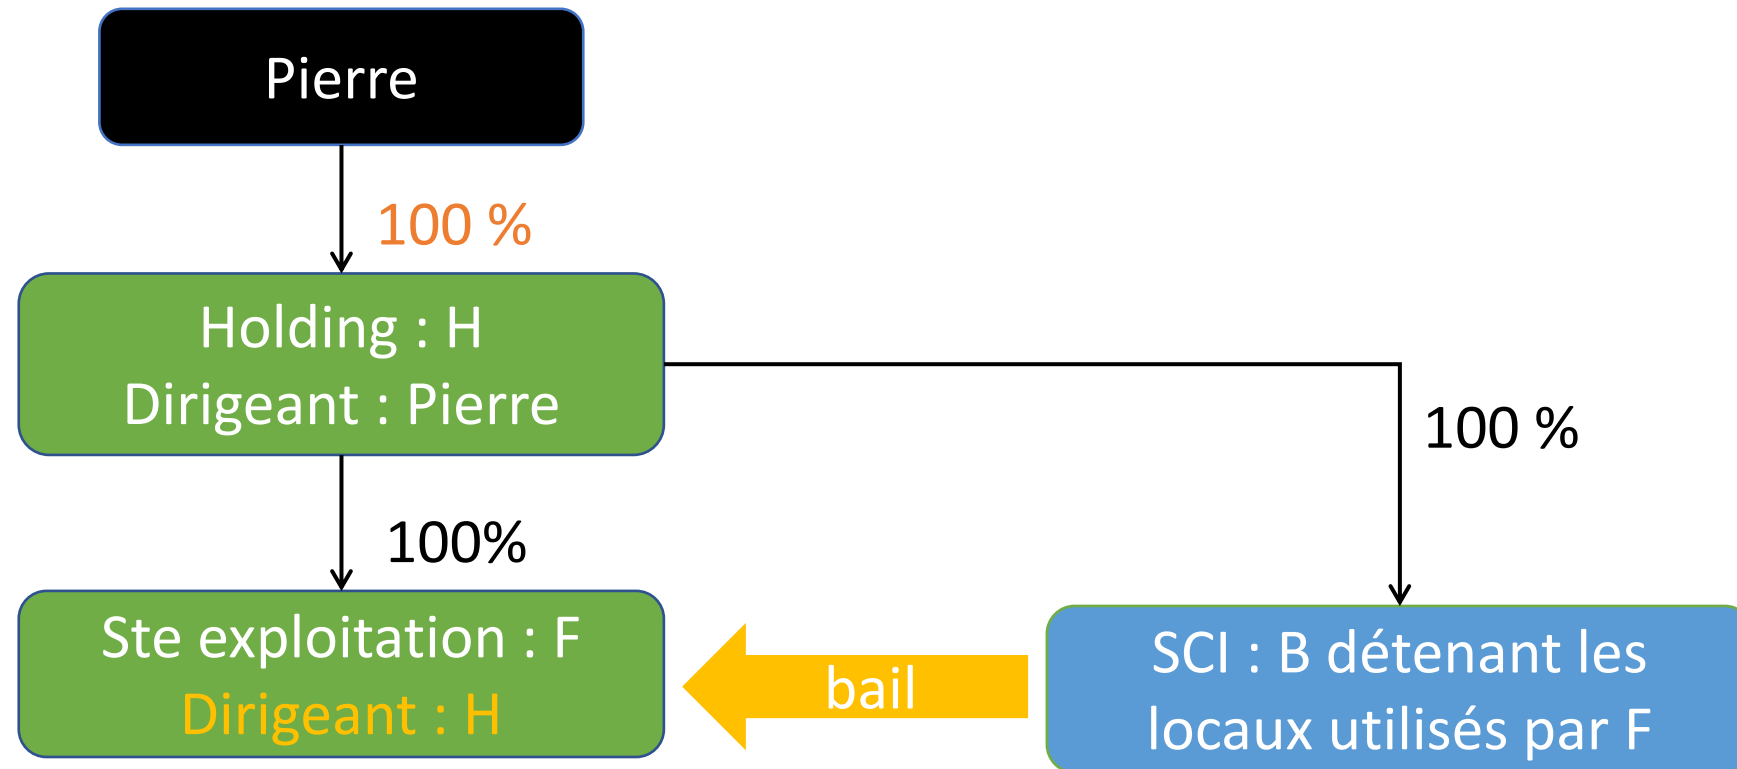 Pierre
100 %
Holding : H
Dirigeant : Pierre
100 %
100%
Ste exploitation : F
Dirigeant : H
bail
SCI : B détenant les
locaux utilisés par F